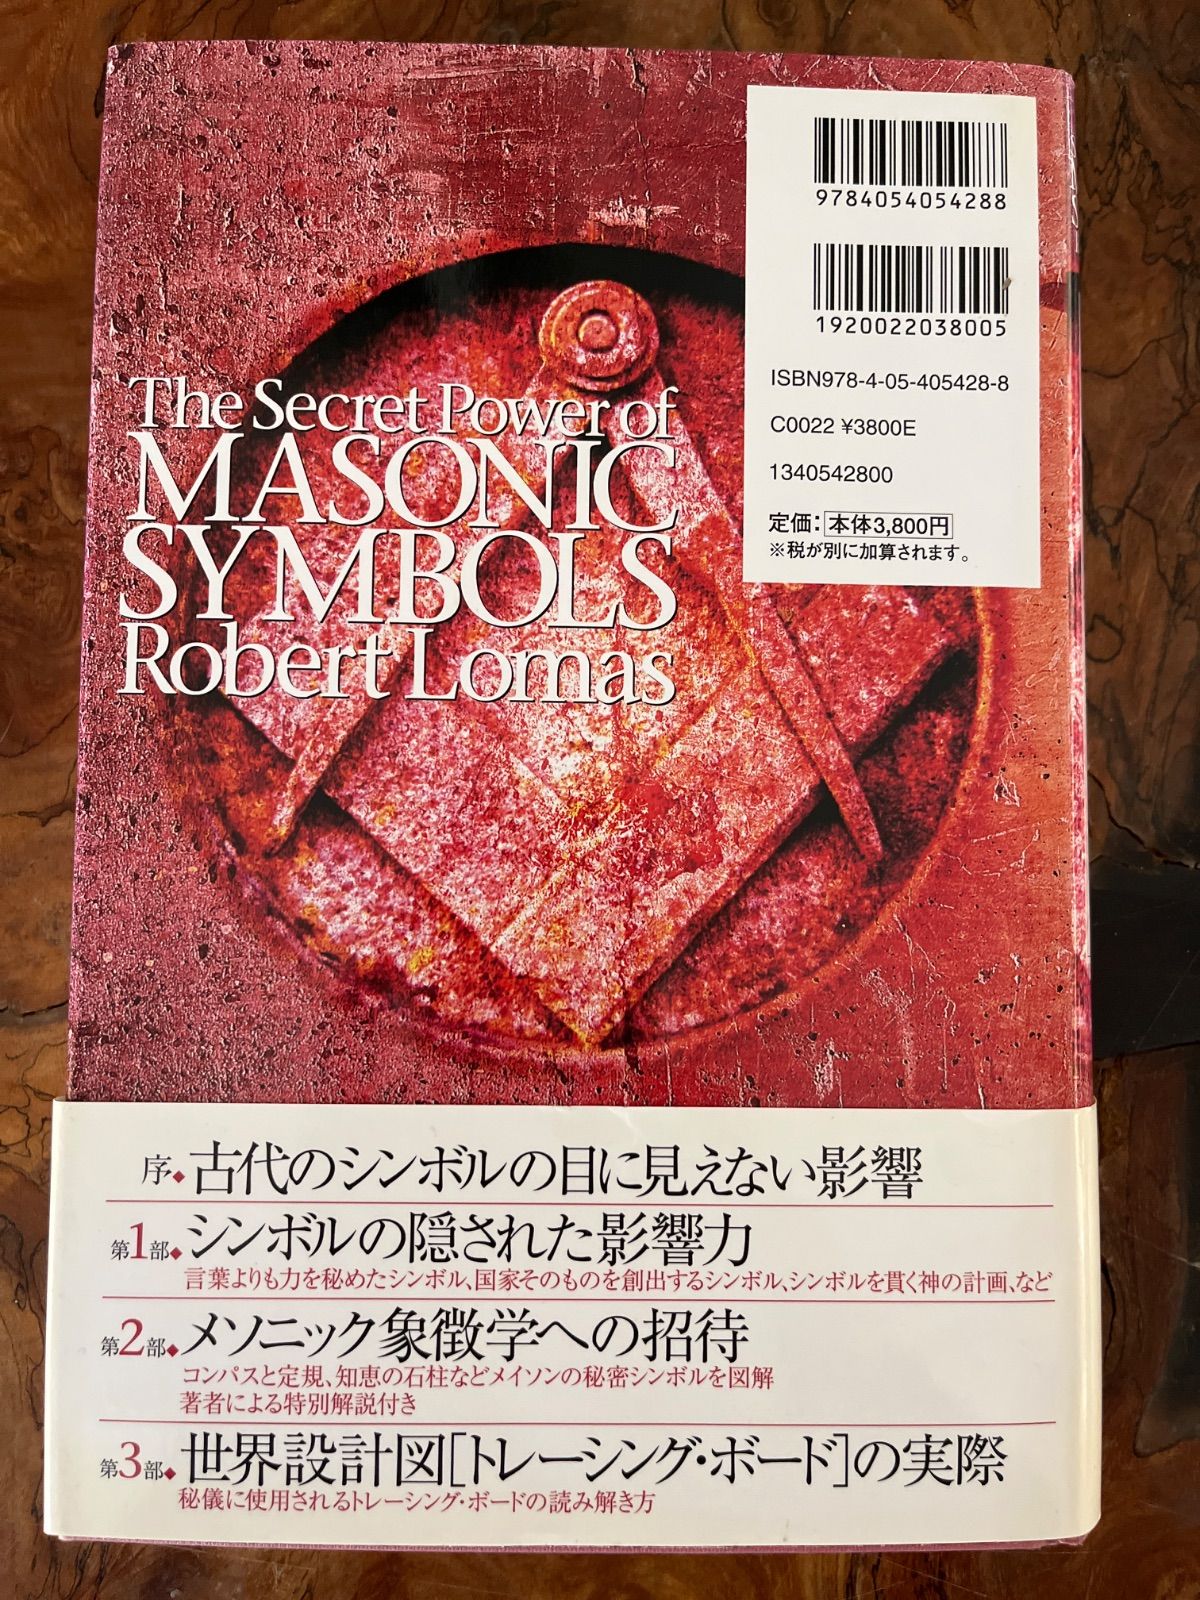 9784054054288
1920022038005
ISBN978-4-05-405428-8
C0022 ¥3800E
1340542800
定価：本体3,800円
※税が別に加算されます。
The Secret Power of
MASONIC
SYMBOLS
Robert Lomas
序◆古代のシンボルの目に見えない影響
第1部◆シンボルの隠された影響力
言葉よりも力を秘めたシンボル、国家そのものを創出するシンボル、シンボルを貫く神の計画、など
第2部◆メソニック象徴学への招待
コンパスと定規、知恵の石柱などメイソンの秘密シンボルを図解
著者による特別解説付き
第3部◆世界設計図[トレーシング・ボード]の実際
秘儀に使用されるトレーシング・ボードの読み解き方